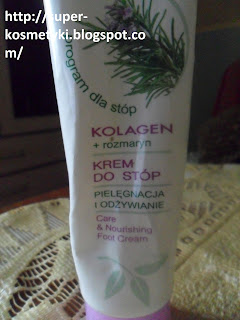 http://super-
kosmetyki.blogspot.co
m/
program dla stóp
KOLAGEN
+ rozmaryn
KREM
DO STÓP
PIELĘGNACJA
i ODŻYWIANIE
Care
& Nourishing
Foot Cream